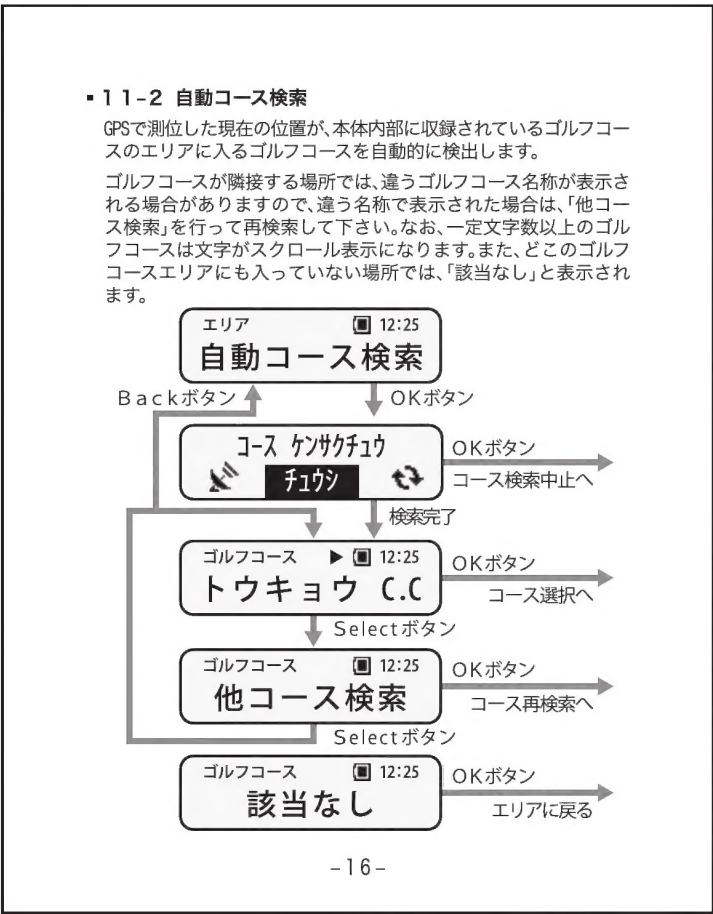 ▪11-2 自動コース検索
GPSで測位した現在の位置が、本体内部に収録されているゴルフコー
スのエリアに入るゴルフコースを自動的に検出します。
ゴルフコースが隣接する場所では、違うゴルフコース名称が表示さ
れる場合がありますので、違う名称で表示された場合は、「他コー
ス検索」を行って再検索して下さい。なお、一定文字数以上のゴル
フコースは文字がスクロール表示になります。また、どこのゴルフ
コースエリアにも入っていない場所では、「該当なし」と表示され
ます。
エリア 12:25
自動コース検索
Backボタン OKボタン
コース ケンサクチュウ
チュウシ
OKボタン
コース検索中止へ
検索完了
ゴルフコース ▶ 12:25
トウキョウ C.C
OKボタン
コース選択へ
Selectボタン
ゴルフコース 12:25
他コース検索
OKボタン
コース再検索へ
Selectボタン
ゴルフコース 12:25
該当なし
OKボタン
エリアに戻る
-16-